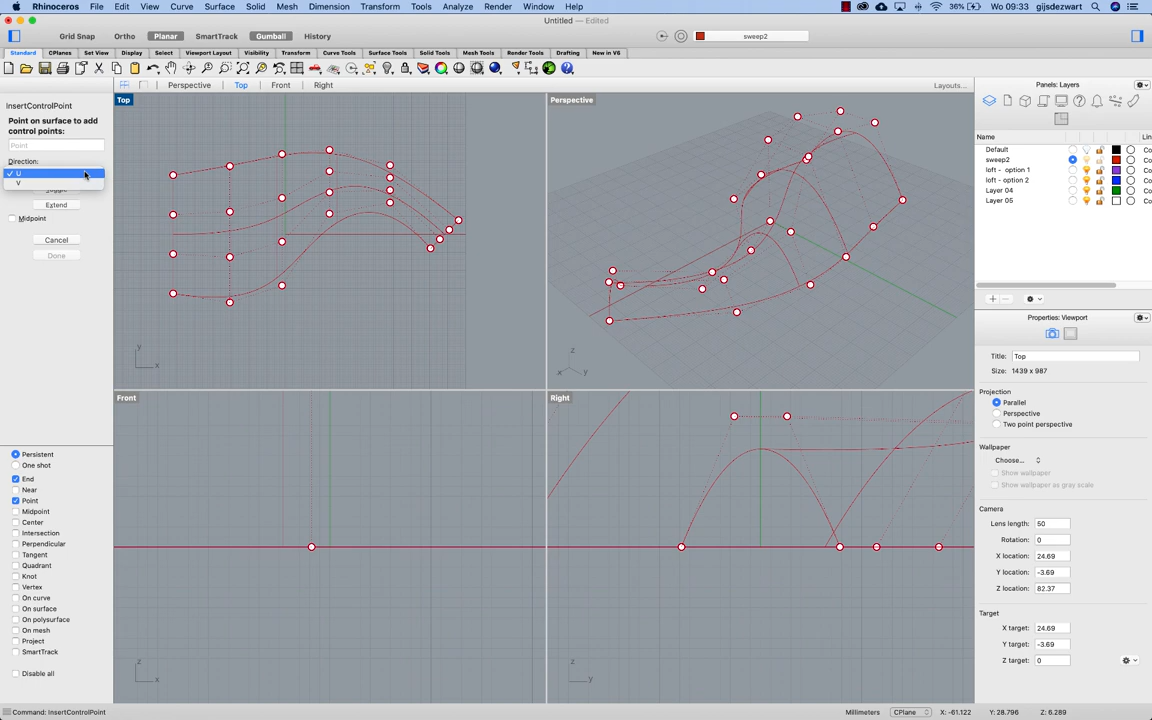 Rhinoceros File Edit View Curve Surface Solid Mesh Dimension Transform Tools Analyze Render Window Help 36% Wo 09:33 gijsdezwart
Untitled — Edited
Grid Snap Ortho Planar SmartTrack Gumball History sweep2
Standard CPlanes Set View Display Select Viewport Layout Visibility Transform Curve Tools Surface Tools Solid Tools Mesh Tools Render Tools Drafting New in V6
Perspective Top Front Right Layouts...
InsertControlPoint
Point on surface to add
control points:
Point
Direction:
✓ U
V
Extend
Midpoint
Cancel
Done
Persistent
One shot
End
Near
Point
Midpoint
Center
Intersection
Perpendicular
Tangent
Quadrant
Knot
Vertex
On curve
On surface
On polysurface
On mesh
Project
SmartTrack
Disable all
Top
y
x
Perspective
z
x y
Front
z
x
Right
z
y
Panels: Layers
Name
Default Co
sweep2 Co
loft - option 1 Co
loft - option 2 Co
Layer 04 Co
Layer 05 Co
Properties: Viewport
Title: Top
Size: 1439 x 987
Projection
Parallel
Perspective
Two point perspective
Wallpaper
Choose...
Show wallpaper
Show wallpaper as gray scale
Camera
Lens length: 50
Rotation: 0
X location: 24.69
Y location: -3.69
Z location: 82.37
Target
X target: 24.69
Y target: -3.69
Z target: 0
Command: InsertControlPoint Millimeters CPlane X: -61.122 Y: 28.796 Z: 6.289